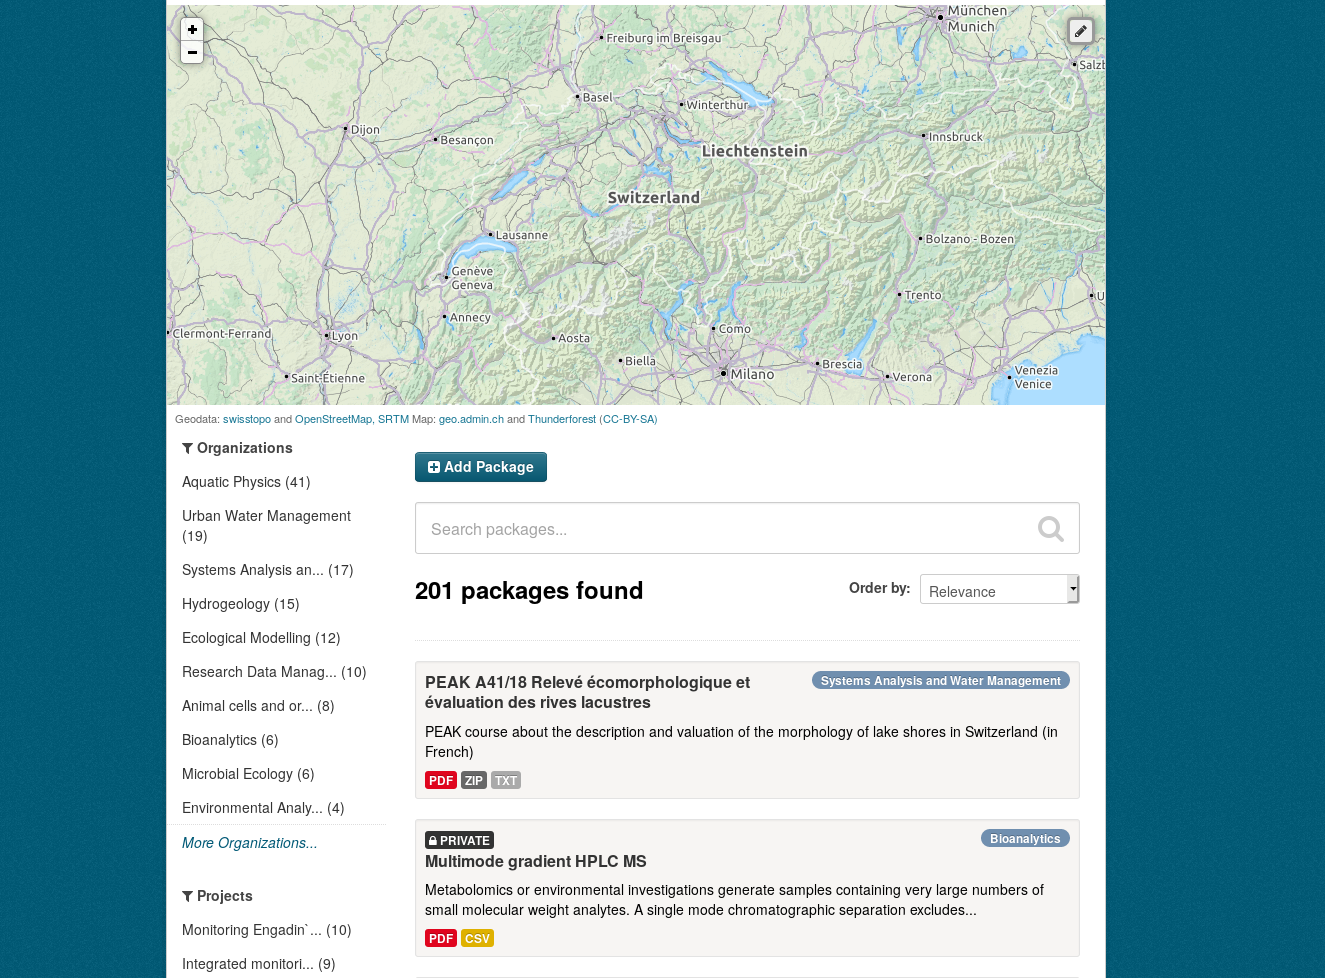 +
−
München
Munich
Freiburg im Breisgau
Basel
Winterthur
Dijon
Besançon
Innsbruck
Liechtenstein
Switzerland
Lausanne
Bolzano - Bozen
Genève
Geneva
Trento
Annecy
Clermont-Ferrand
Lyon
Como
Aosta
Biella
Brescia
Milano
Verona
Venezia
Venice
Saint-Étienne
Geodata: swisstopo and OpenStreetMap, SRTM Map: geo.admin.ch and Thunderforest (CC-BY-SA)
Organizations
Aquatic Physics (41)
Urban Water Management
(19)
Systems Analysis an... (17)
Hydrogeology (15)
Ecological Modelling (12)
Research Data Manag... (10)
Animal cells and or... (8)
Bioanalytics (6)
Microbial Ecology (6)
Environmental Analy... (4)
More Organizations...
Projects
Monitoring Engadin`... (10)
Integrated monitori... (9)
Add Package
Search packages...
201 packages found
Order by: Relevance
PEAK A41/18 Relevé écomorphologique et
évaluation des rives lacustres
Systems Analysis and Water Management
PEAK course about the description and valuation of the morphology of lake shores in Switzerland (in
French)
PDF ZIP TXT
PRIVATE
Bioanalytics
Multimode gradient HPLC MS
Metabolomics or environmental investigations generate samples containing very large numbers of
small molecular weight analytes. A single mode chromatographic separation excludes...
PDF CSV